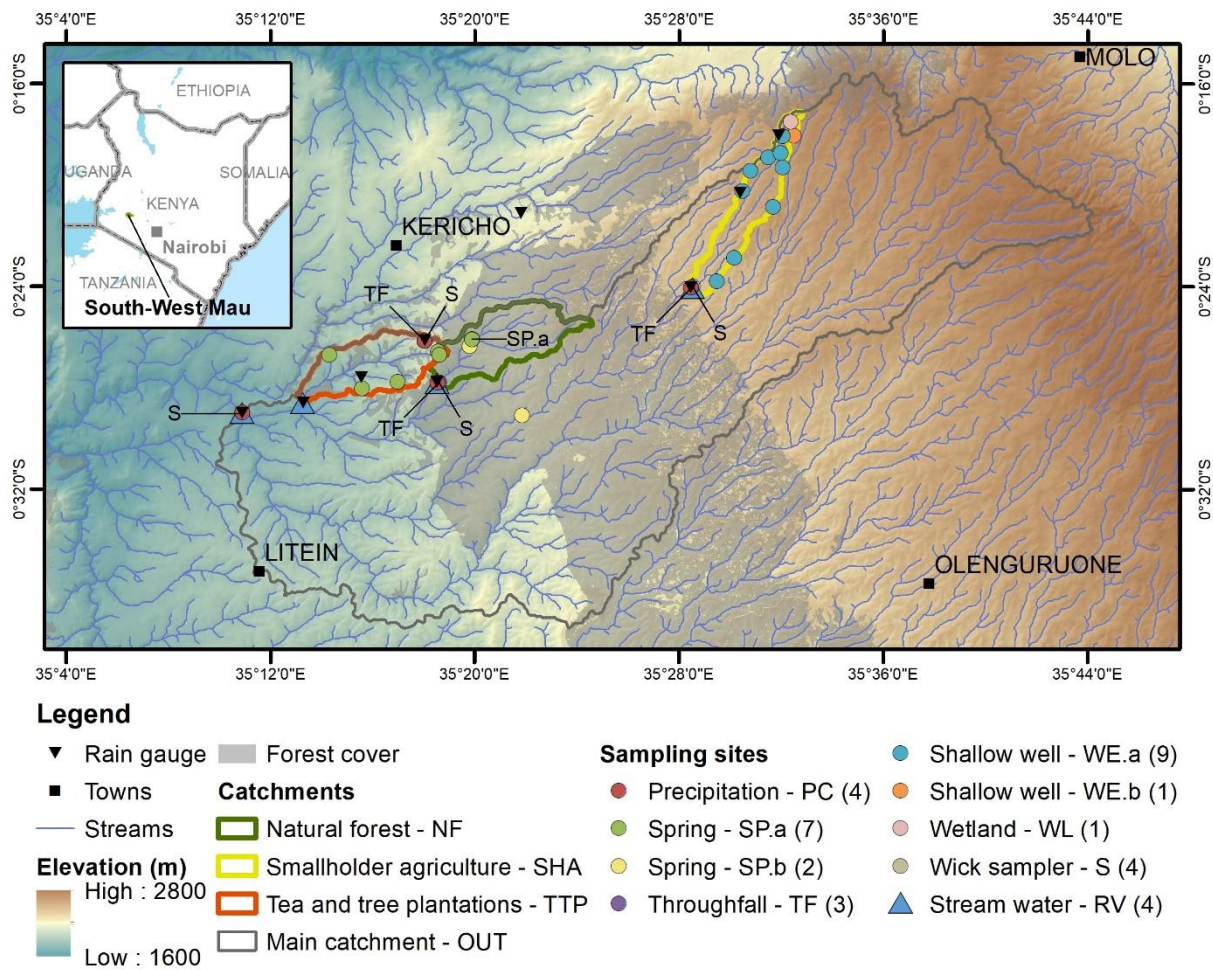 35°4'0"E 35°12'0"E 35°20'0"E 35°28'0"E 35°36'0"E 35°44'0"E
0°16'0"S
0°16'0"S
0°24'0"S
0°24'0"S
0°32'0"S
0°32'0"S
ETHIOPIA
UGANDA
SOMALIA
KENYA
Nairobi
TANZANIA
South-West Mau
MOLO
KERICHO
TF
S
SP.a
TF
S
S
TF
S
LITEIN
OLENGURUONE
35°4'0"E 35°12'0"E 35°20'0"E 35°28'0"E 35°36'0"E 35°44'0"E
Legend
Rain gauge
Towns
Streams
Elevation (m)
High : 2800
Low : 1600
Forest cover
Catchments
Natural forest - NF
Smallholder agriculture - SHA
Tea and tree plantations - TTP
Main catchment - OUT
Sampling sites
Precipitation - PC (4)
Spring - SP.a (7)
Spring - SP.b (2)
Throughfall - TF (3)
Shallow well - WE.a (9)
Shallow well - WE.b (1)
Wetland - WL (1)
Wick sampler - S (4)
Stream water - RV (4)